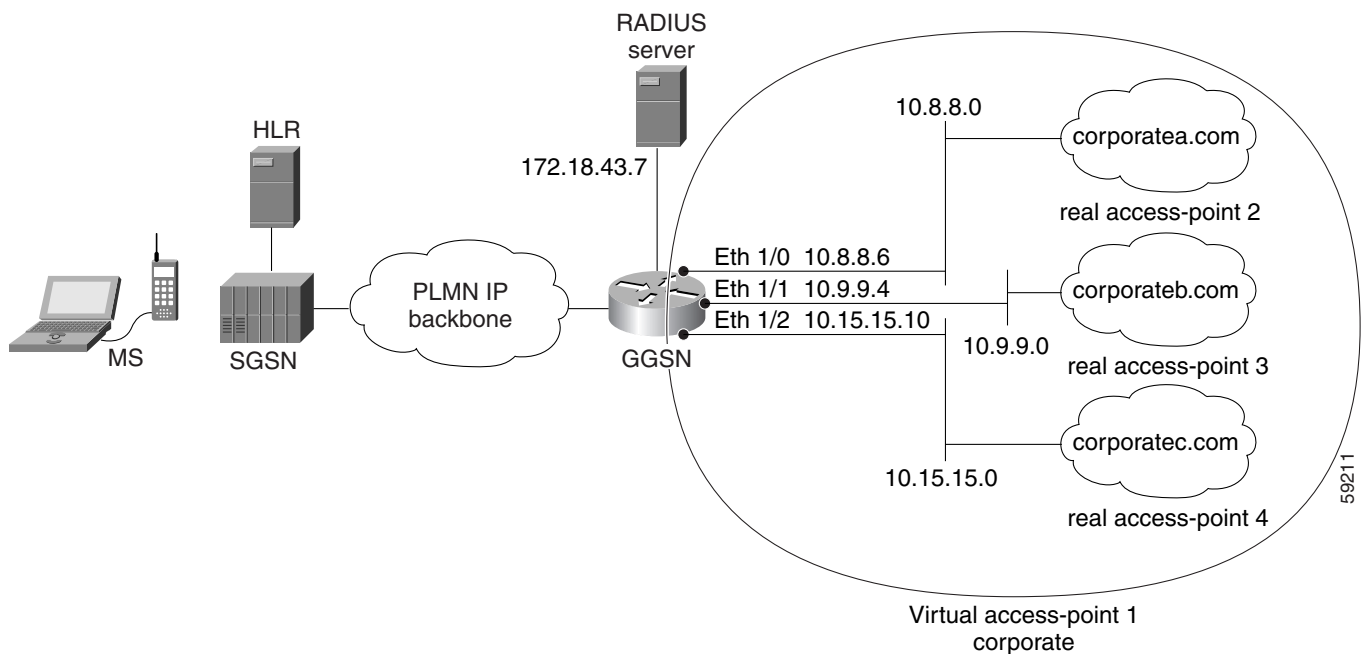 RADIUS
server
HLR
172.18.43.7
10.8.8.0
corporatea.com
real access-point 2
Eth 1/0 10.8.8.6
Eth 1/1 10.9.9.4
Eth 1/2 10.15.15.10
corporateb.com
10.9.9.0
real access-point 3
PLMN IP
backbone
MS
SGSN
GGSN
corporatec.com
10.15.15.0
real access-point 4
59211
Virtual access-point 1
corporate